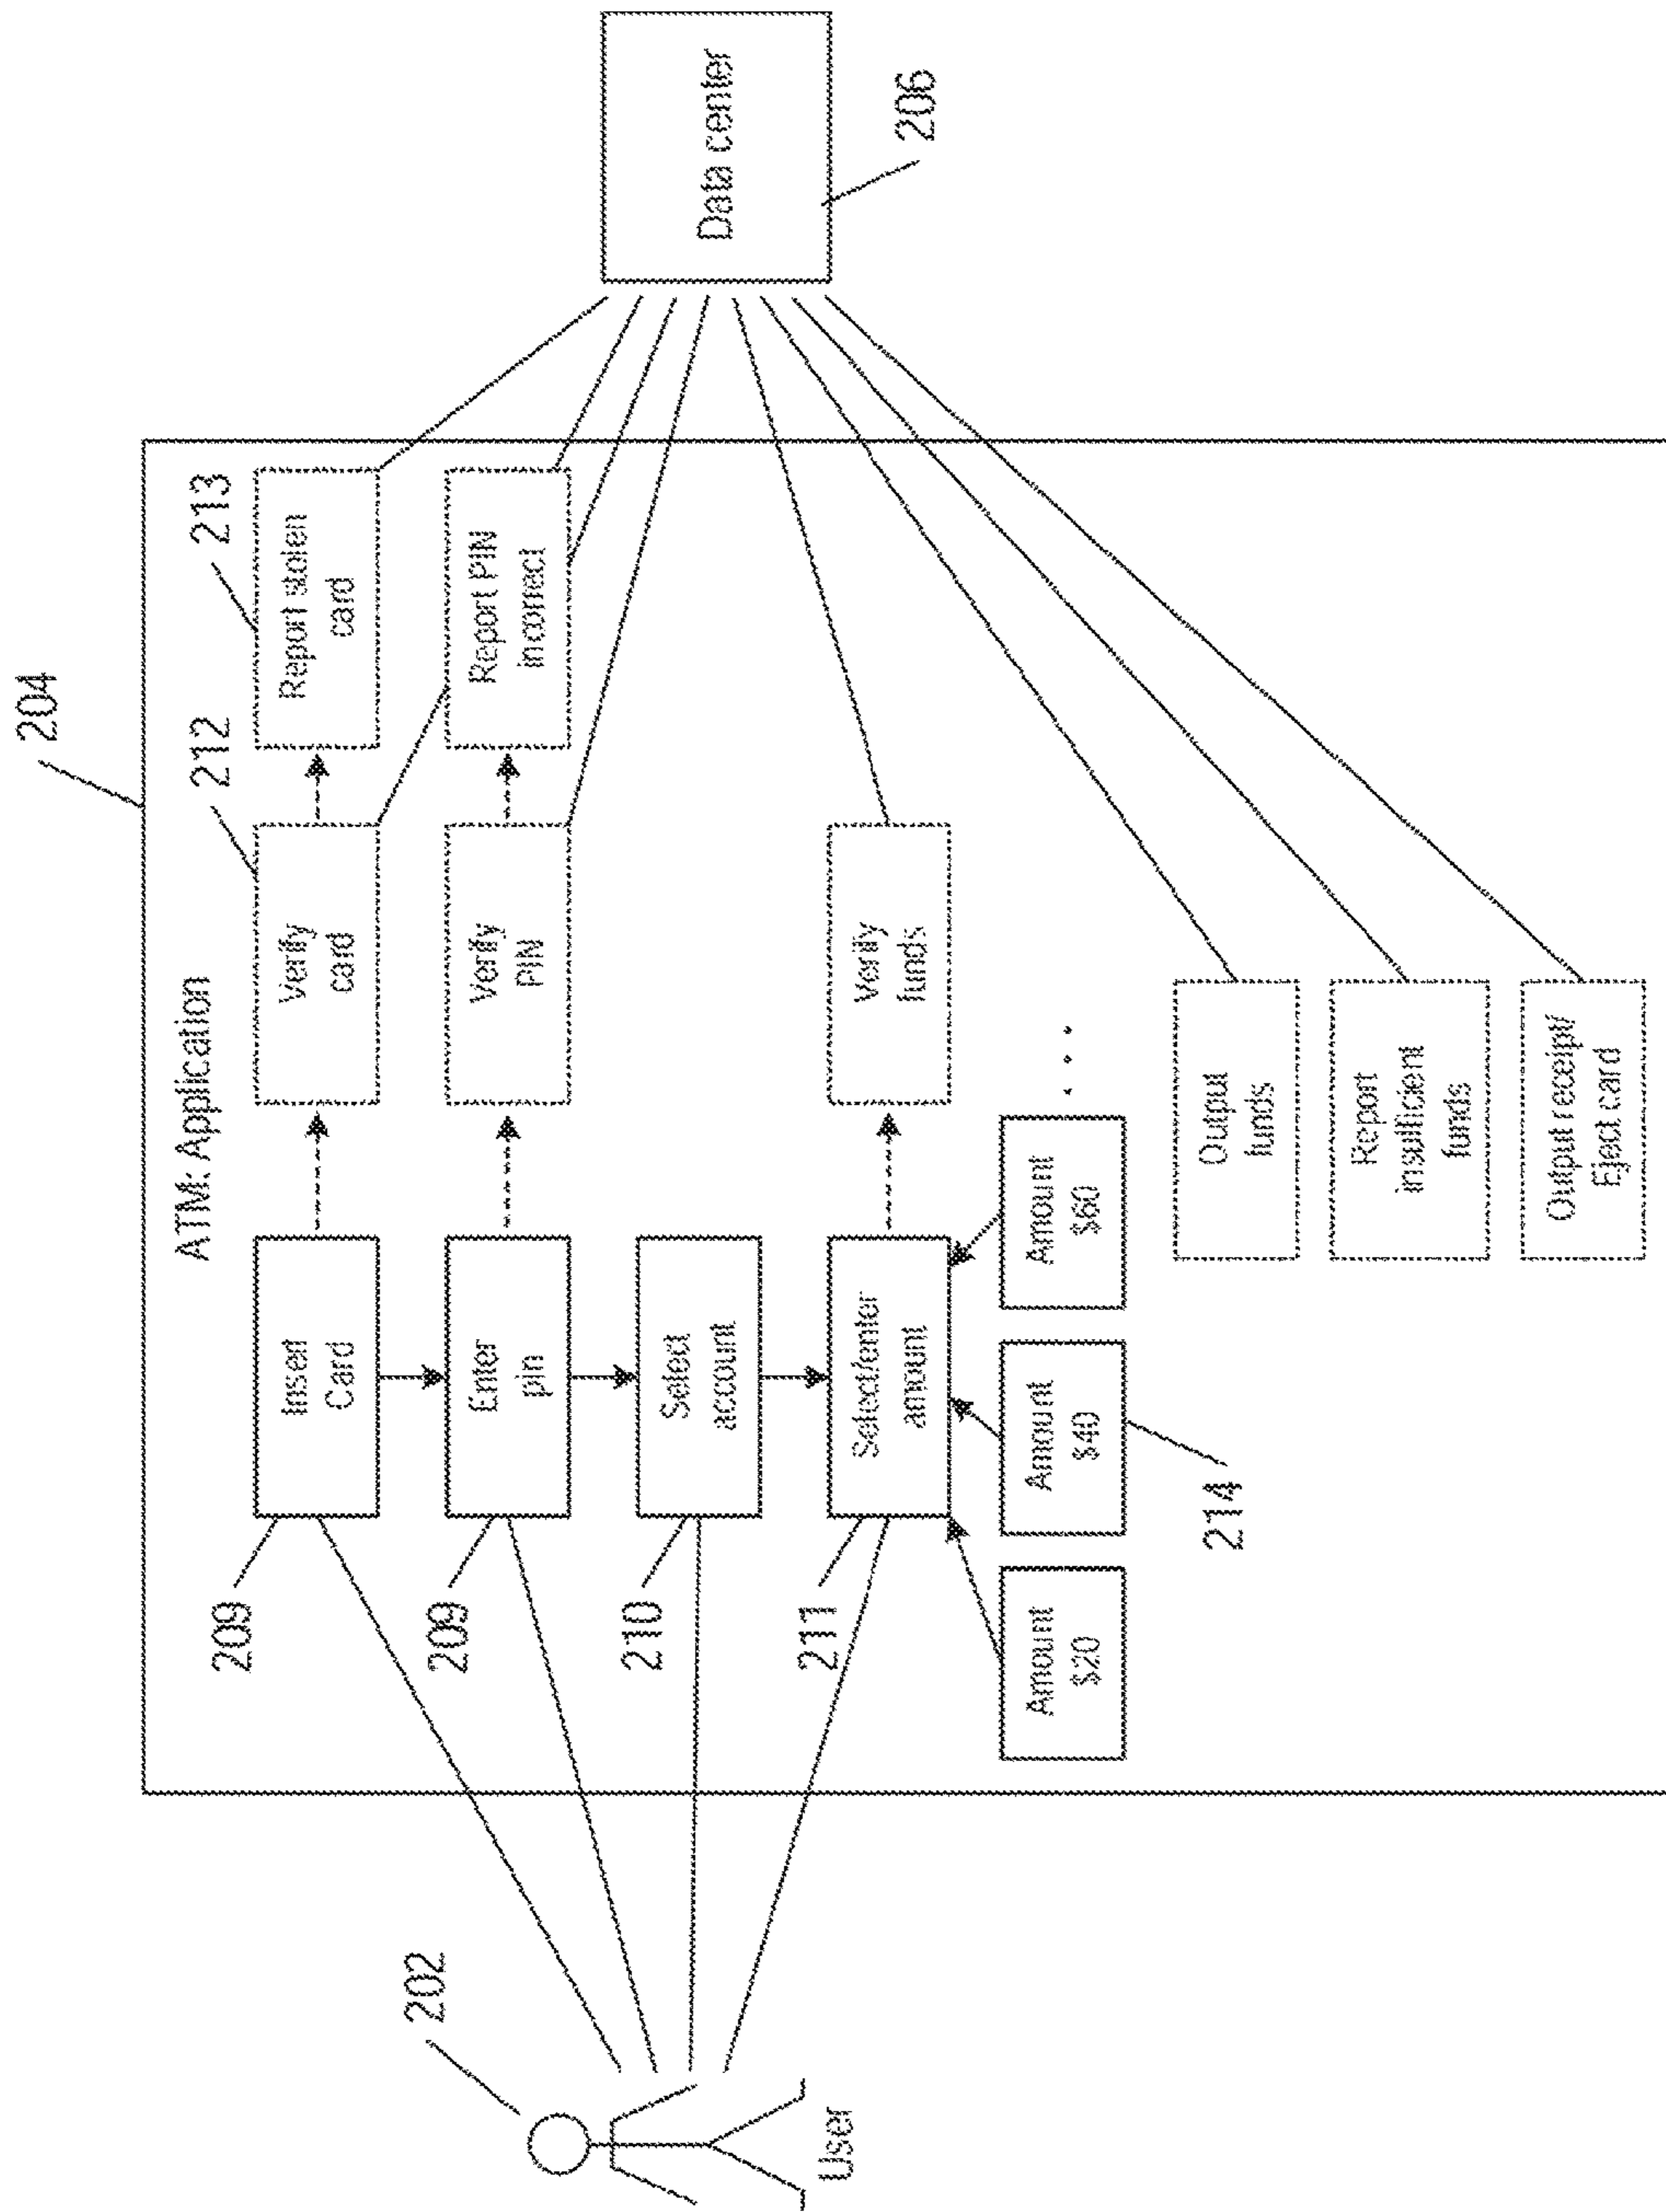 204
ATM: Application
212
213
209
Insert
Card
Verify
card
Report stolen
card
202
209
Enter
pin
Verify
PIN
Report PIN
incorrect
Data center
206
210
Select
account
User
211
Select/enter
amount
Verify
funds
Amount
$20
Amount
$40
Amount
$60
. . .
214
Output
funds
Report
insufficient
funds
Output receipt/
Eject card